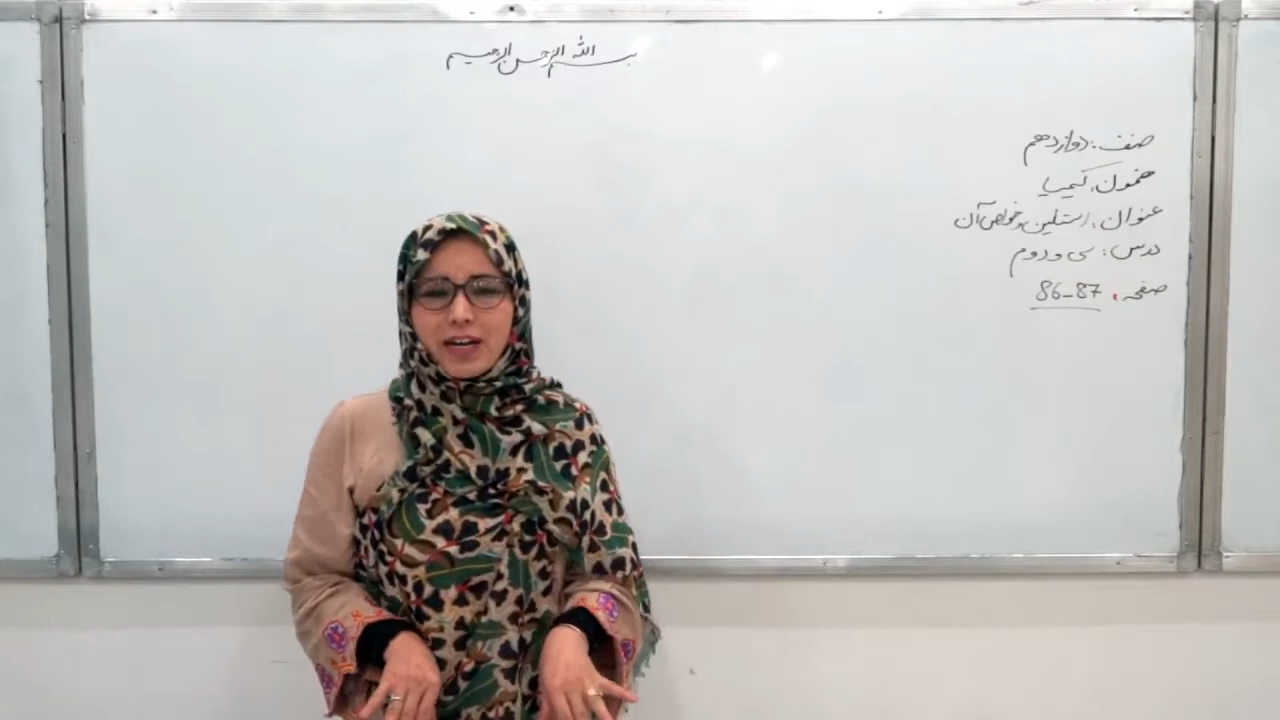 بسم الله الرحمن الرحیم
صنف: دوازدهم
مضمون: کیمیا
عنوان: استلین و خواص آن
درس: سی و دوم
صفحه: 87-86